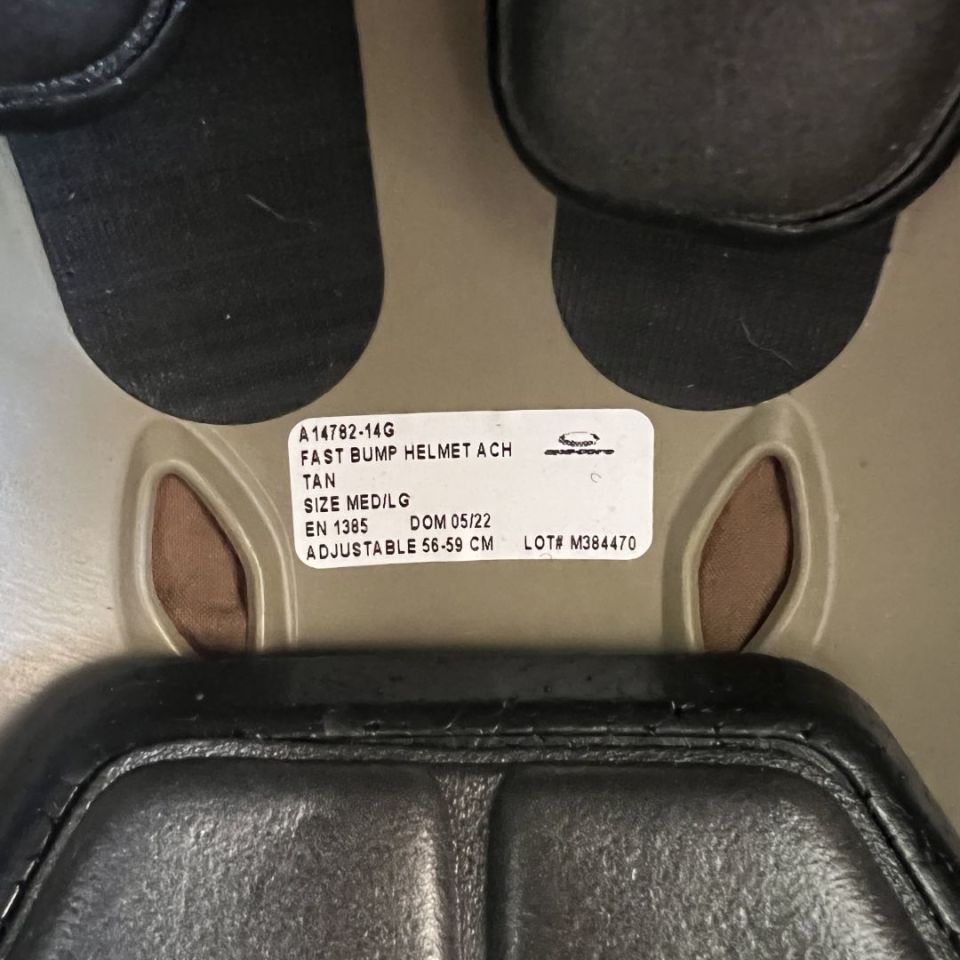 A14782-14G
FAST BUMP HELMET ACH
TAN
SIZE MED/LG
EN 1385 DOM 05/22
ADJUSTABLE 56-59 CM LOT# M384470